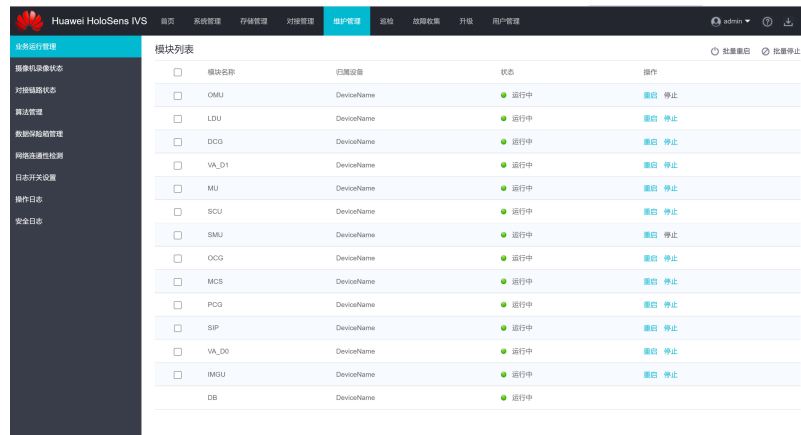 Huawei HoloSens IVS 首页 系统管理 存储管理 对接管理 维护管理 巡检 故障收集 升级 用户管理 admin
业务运行管理
摄像机录像状态
对接链路状态
算法管理
数据保险箱管理
网络连通性检测
日志开关设置
操作日志
安全日志
模块列表 批量重启 批量停止
模块名称 归属设备 状态 操作
OMU DeviceName 运行中 重启 停止
LDU DeviceName 运行中 重启 停止
DCG DeviceName 运行中 重启 停止
VA_D1 DeviceName 运行中 重启 停止
MU DeviceName 运行中 重启 停止
SCU DeviceName 运行中 重启 停止
SMU DeviceName 运行中 重启 停止
OCG DeviceName 运行中 重启 停止
MCS DeviceName 运行中 重启 停止
PCG DeviceName 运行中 重启 停止
SIP DeviceName 运行中 重启 停止
VA_D0 DeviceName 运行中 重启 停止
IMGU DeviceName 运行中 重启 停止
DB DeviceName 运行中